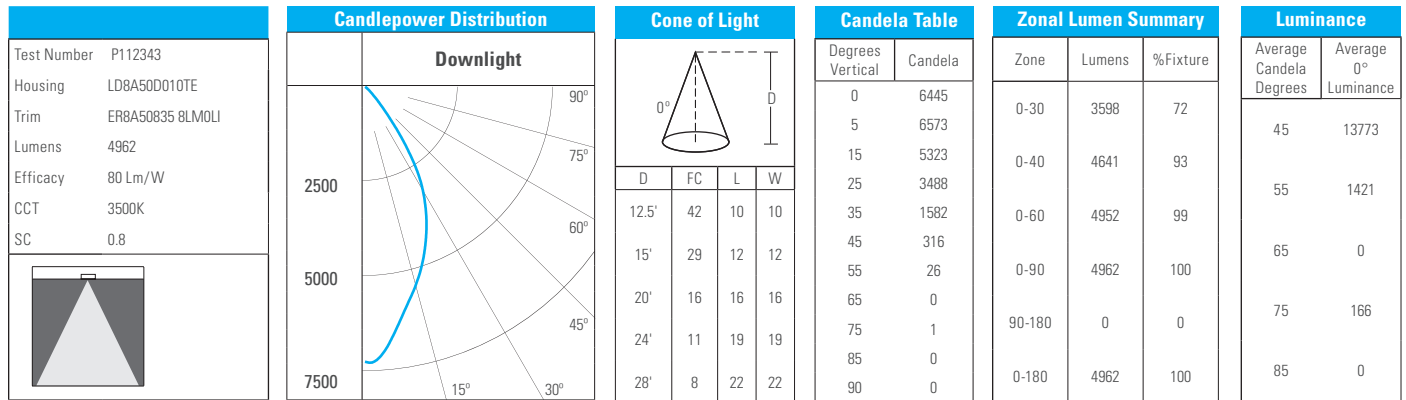 Test Number P112343
Housing LD8A50D010TE
Trim ER8A50835 8LM0LI
Lumens 4962
Efficacy 80 Lm/W
CCT 3500K
SC 0.8
Candlepower Distribution
Downlight
90º
75º
2500
60º
5000
45º
7500
15º 30º
Cone of Light
0° D
D FC L W
12.5' 42 10 10
15' 29 12 12
20' 16 16 16
24' 11 19 19
28' 8 22 22
Candela Table
Degrees
Vertical Candela
0 6445
5 6573
15 5323
25 3488
35 1582
45 316
55 26
65 0
75 1
85 0
90 0
Zonal Lumen Summary
Zone Lumens %Fixture
0-30 3598 72
0-40 4641 93
0-60 4952 99
0-90 4962 100
90-180 0 0
0-180 4962 100
Luminance
Average Average
Candela 0°
Degrees Luminance
45 13773
55 1421
65 0
75 166
85 0